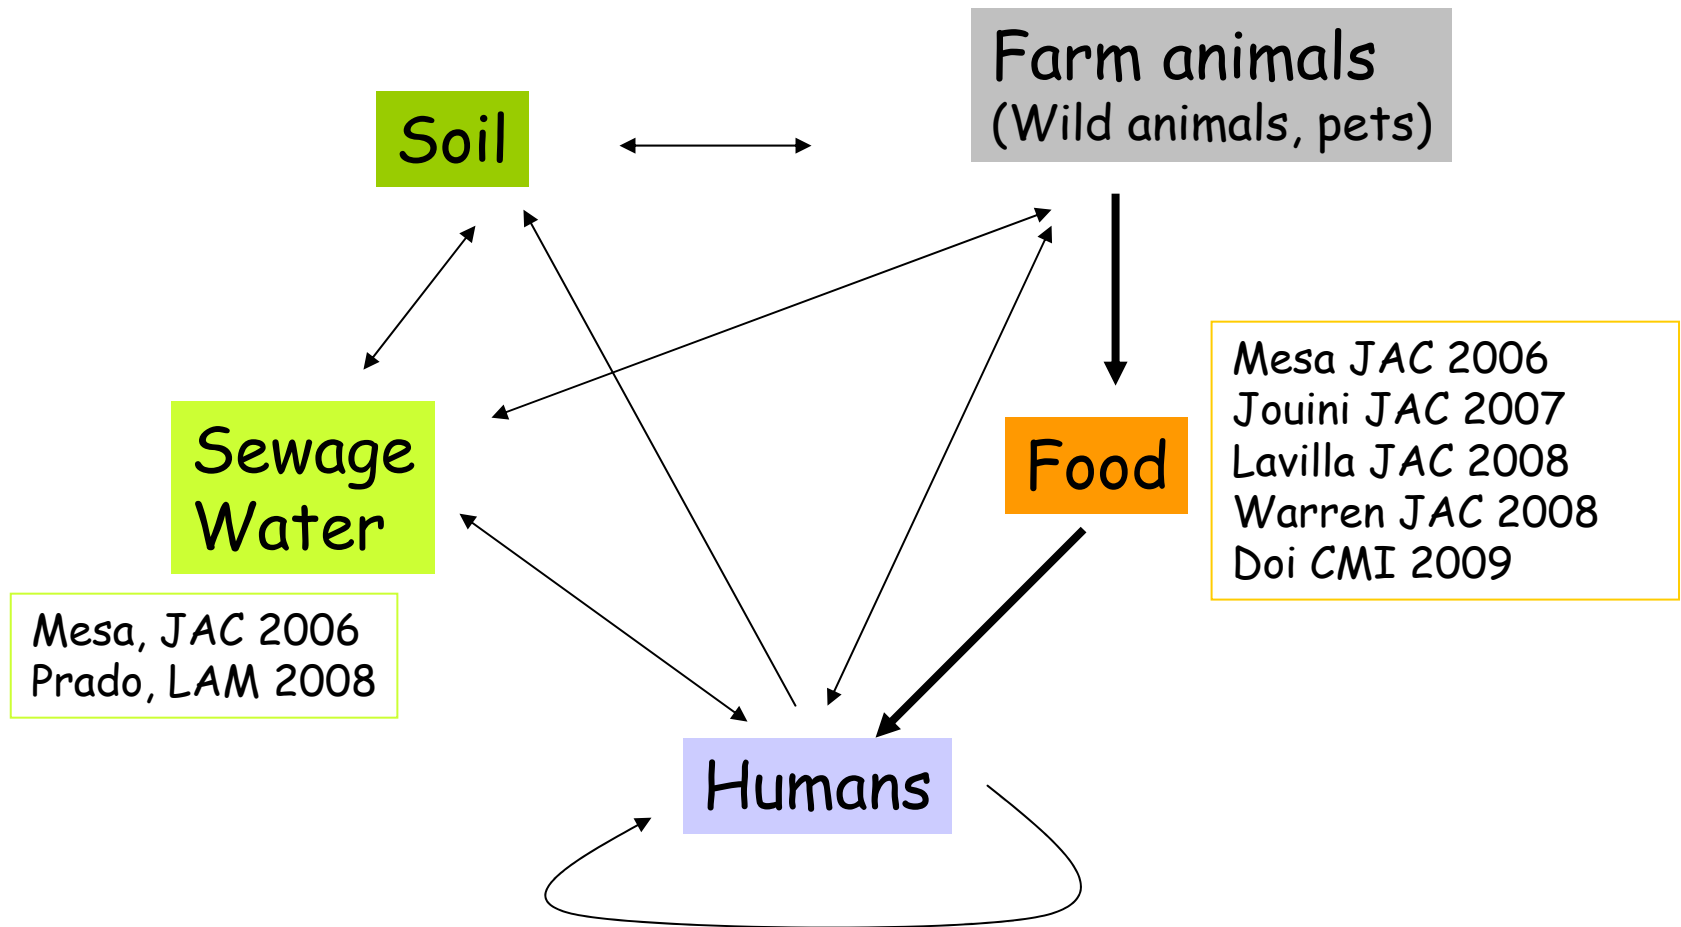 Farm animals
(Wild animals, pets)
Soil
Sewage
Water
Food
Mesa JAC 2006
Jouini JAC 2007
Lavilla JAC 2008
Warren JAC 2008
Doi CMI 2009
Mesa, JAC 2006
Prado, LAM 2008
Humans